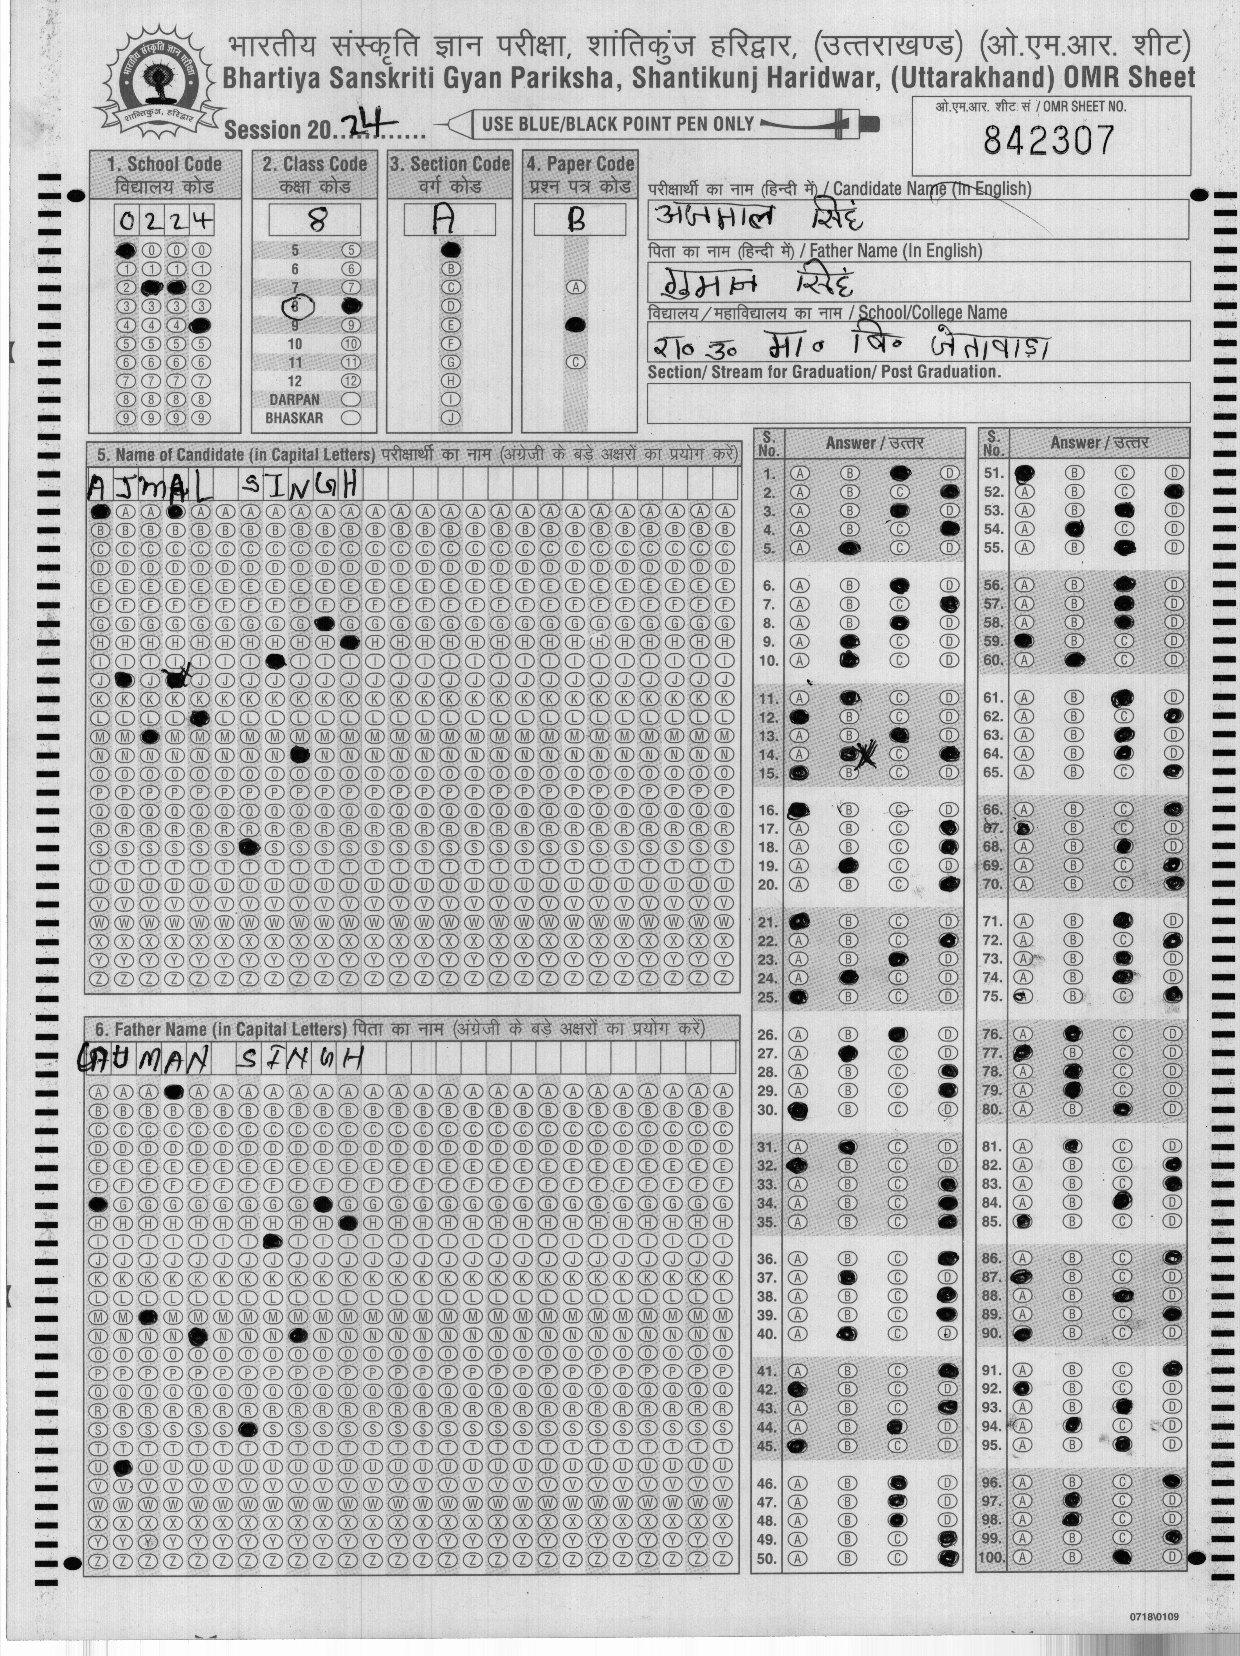 भारतीय संस्कृति ज्ञान परीक्षा, शांतिकुंज हरिद्वार, (उत्तराखण्ड) (ओ.एम.आर. शीट)
Bhartiya Sanskriti Gyan Pariksha, Shantikunj Haridwar, (Uttarakhand) OMR Sheet
Session 20 24
USE BLUE/BLACK POINT PEN ONLY
ओ.एम.आर. शीट सं / OMR SHEET NO.
842307
1. School Code
विद्यालय कोड
0224
2. Class Code
कक्षा कोड
8
5
6
7
8
9
10
11
12
DARPAN
BHASKAR
3. Section Code
वर्ग कोड
A
4. Paper Code
प्रश्न पत्र कोड
B
परीक्षार्थी का नाम (हिन्दी में) / Candidate Name (In English)
अजमाल सिहं
पिता का नाम (हिन्दी में) / Father Name (In English)
गुमान सिहं
विद्यालय / महाविद्यालय का नाम / School/College Name
रा० उ० मा० वि० जेतावाड़ा
Section/ Stream for Graduation/ Post Graduation.
5. Name of Candidate (in Capital Letters) परीक्षार्थी का नाम (अंग्रेजी के बड़े अक्षरों का प्रयोग करें)
AJMAL SINGH
6. Father Name (in Capital Letters) पिता का नाम (अंग्रेजी के बड़े अक्षरों का प्रयोग करें)
GUMAN SINGH
S. No. Answer / उत्तर
S. No. Answer / उत्तर
0718\0109